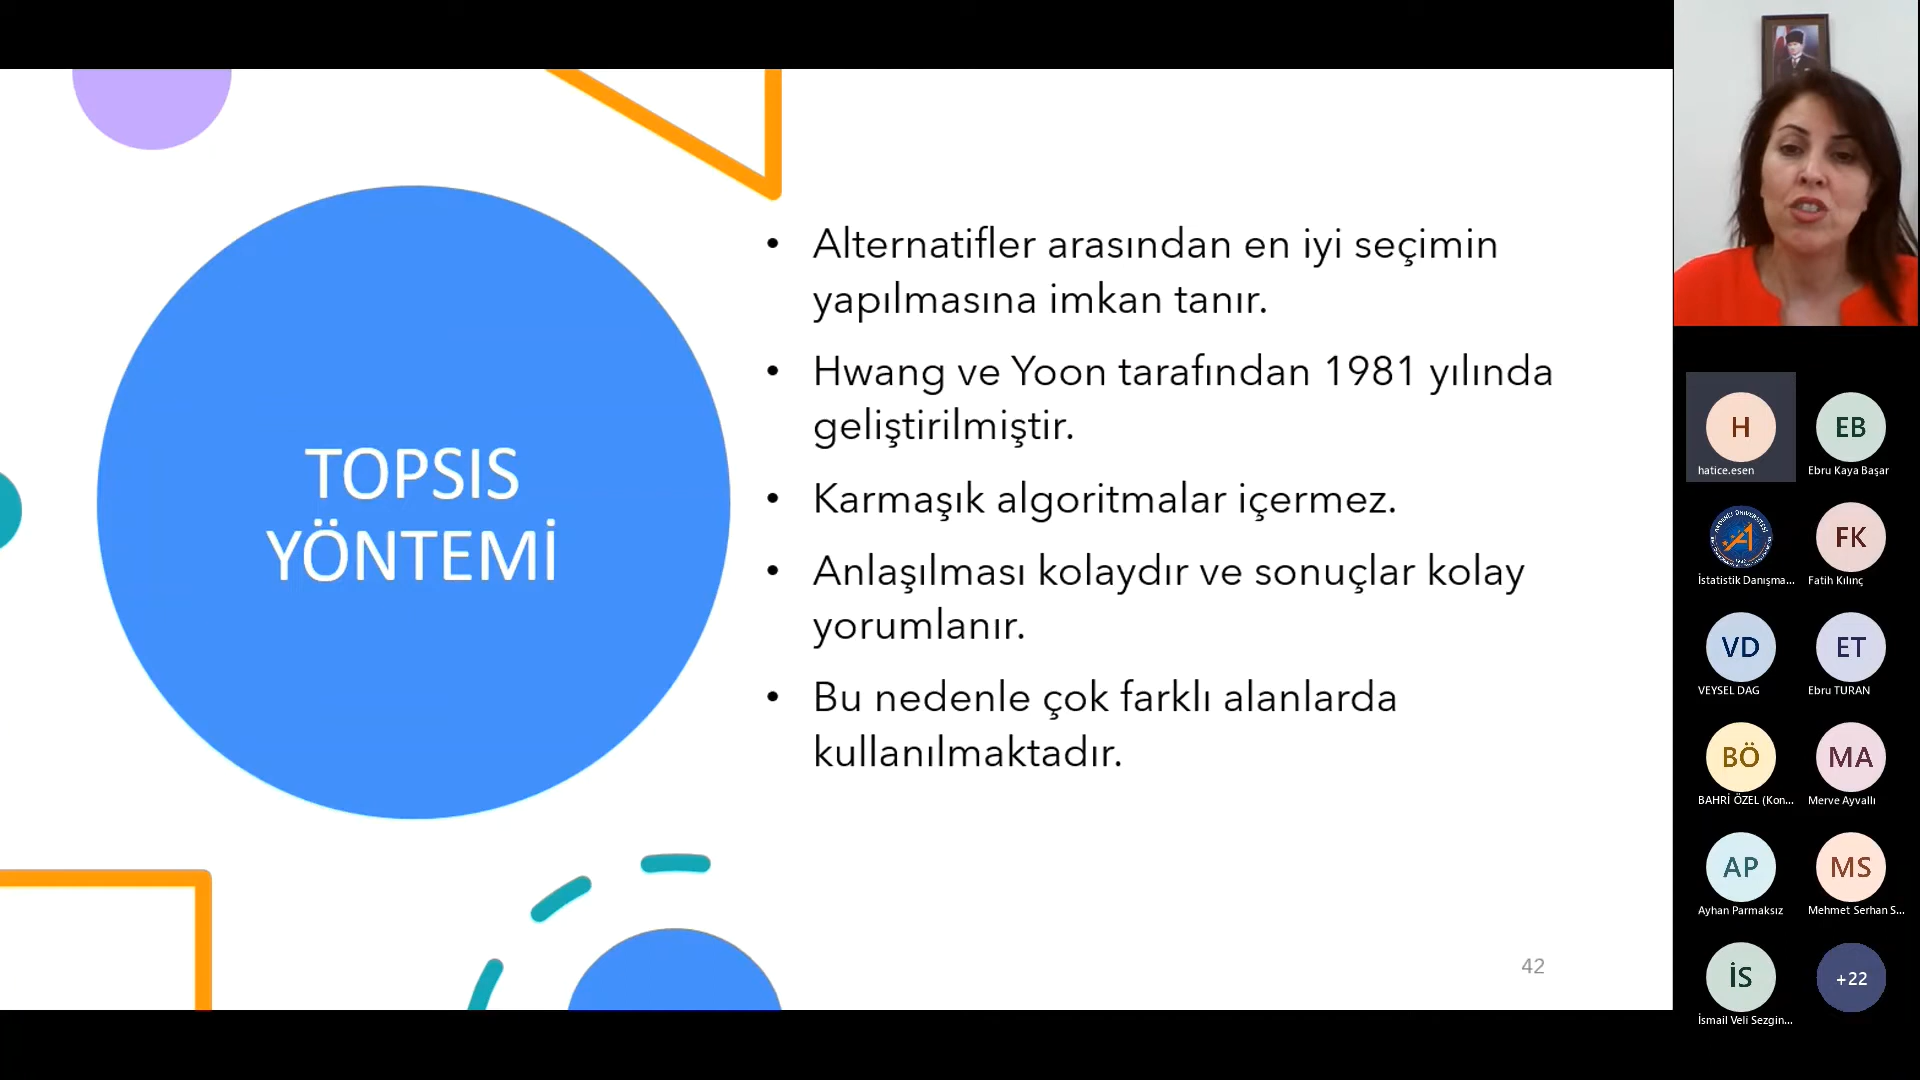 TOPSIS
YÖNTEMİ
• Alternatifler arasından en iyi seçimin
yapılmasına imkan tanır.
• Hwang ve Yoon tarafından 1981 yılında
geliştirilmiştir.
• Karmaşık algoritmalar içermez.
• Anlaşılması kolaydır ve sonuçlar kolay
yorumlanır.
• Bu nedenle çok farklı alanlarda
kullanılmaktadır.
42
H
hatice.esen
EB
Ebru Kaya Başar
İstatistik Danışma...
FK
Fatih Kılınç
VD
VEYSEL DAG
ET
Ebru TURAN
BÖ
BAHRİ ÖZEL (Kon...
MA
Merve Ayvallı
AP
Ayhan Parmaksız
MS
Mehmet Serhan S...
İS
İsmail Veli Sezgin...
+22